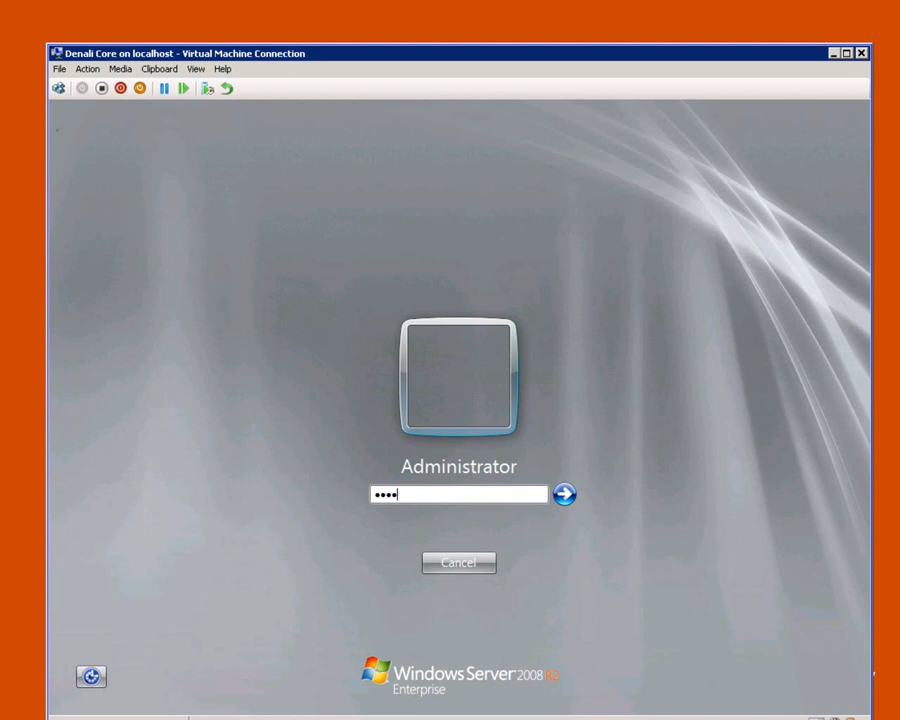 Denali Core on localhost - Virtual Machine Connection
File Action Media Clipboard View Help
Administrator
••••
Cancel
Windows Server 2008 R2
Enterprise